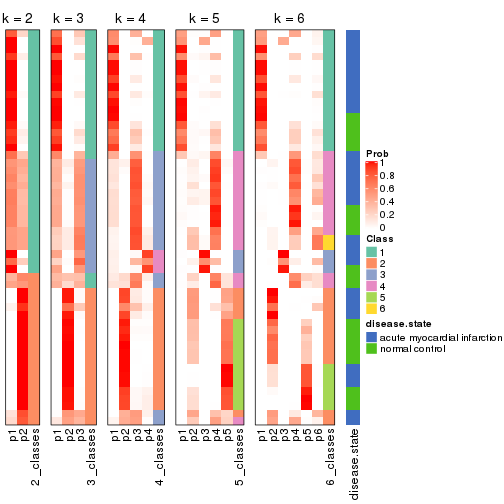 k = 2
k = 3
k = 4
k = 5
k = 6
Prob
1
0.8
0.6
0.4
0.2
0
Class
1
2
3
4
5
6
disease.state
acute myocardial infarction
normal control
p1
p2
2_classes
p1
p2
p3
3_classes
p1
p2
p3
p4
4_classes
p1
p2
p3
p4
p5
5_classes
p1
p2
p3
p4
p5
p6
6_classes
disease.state